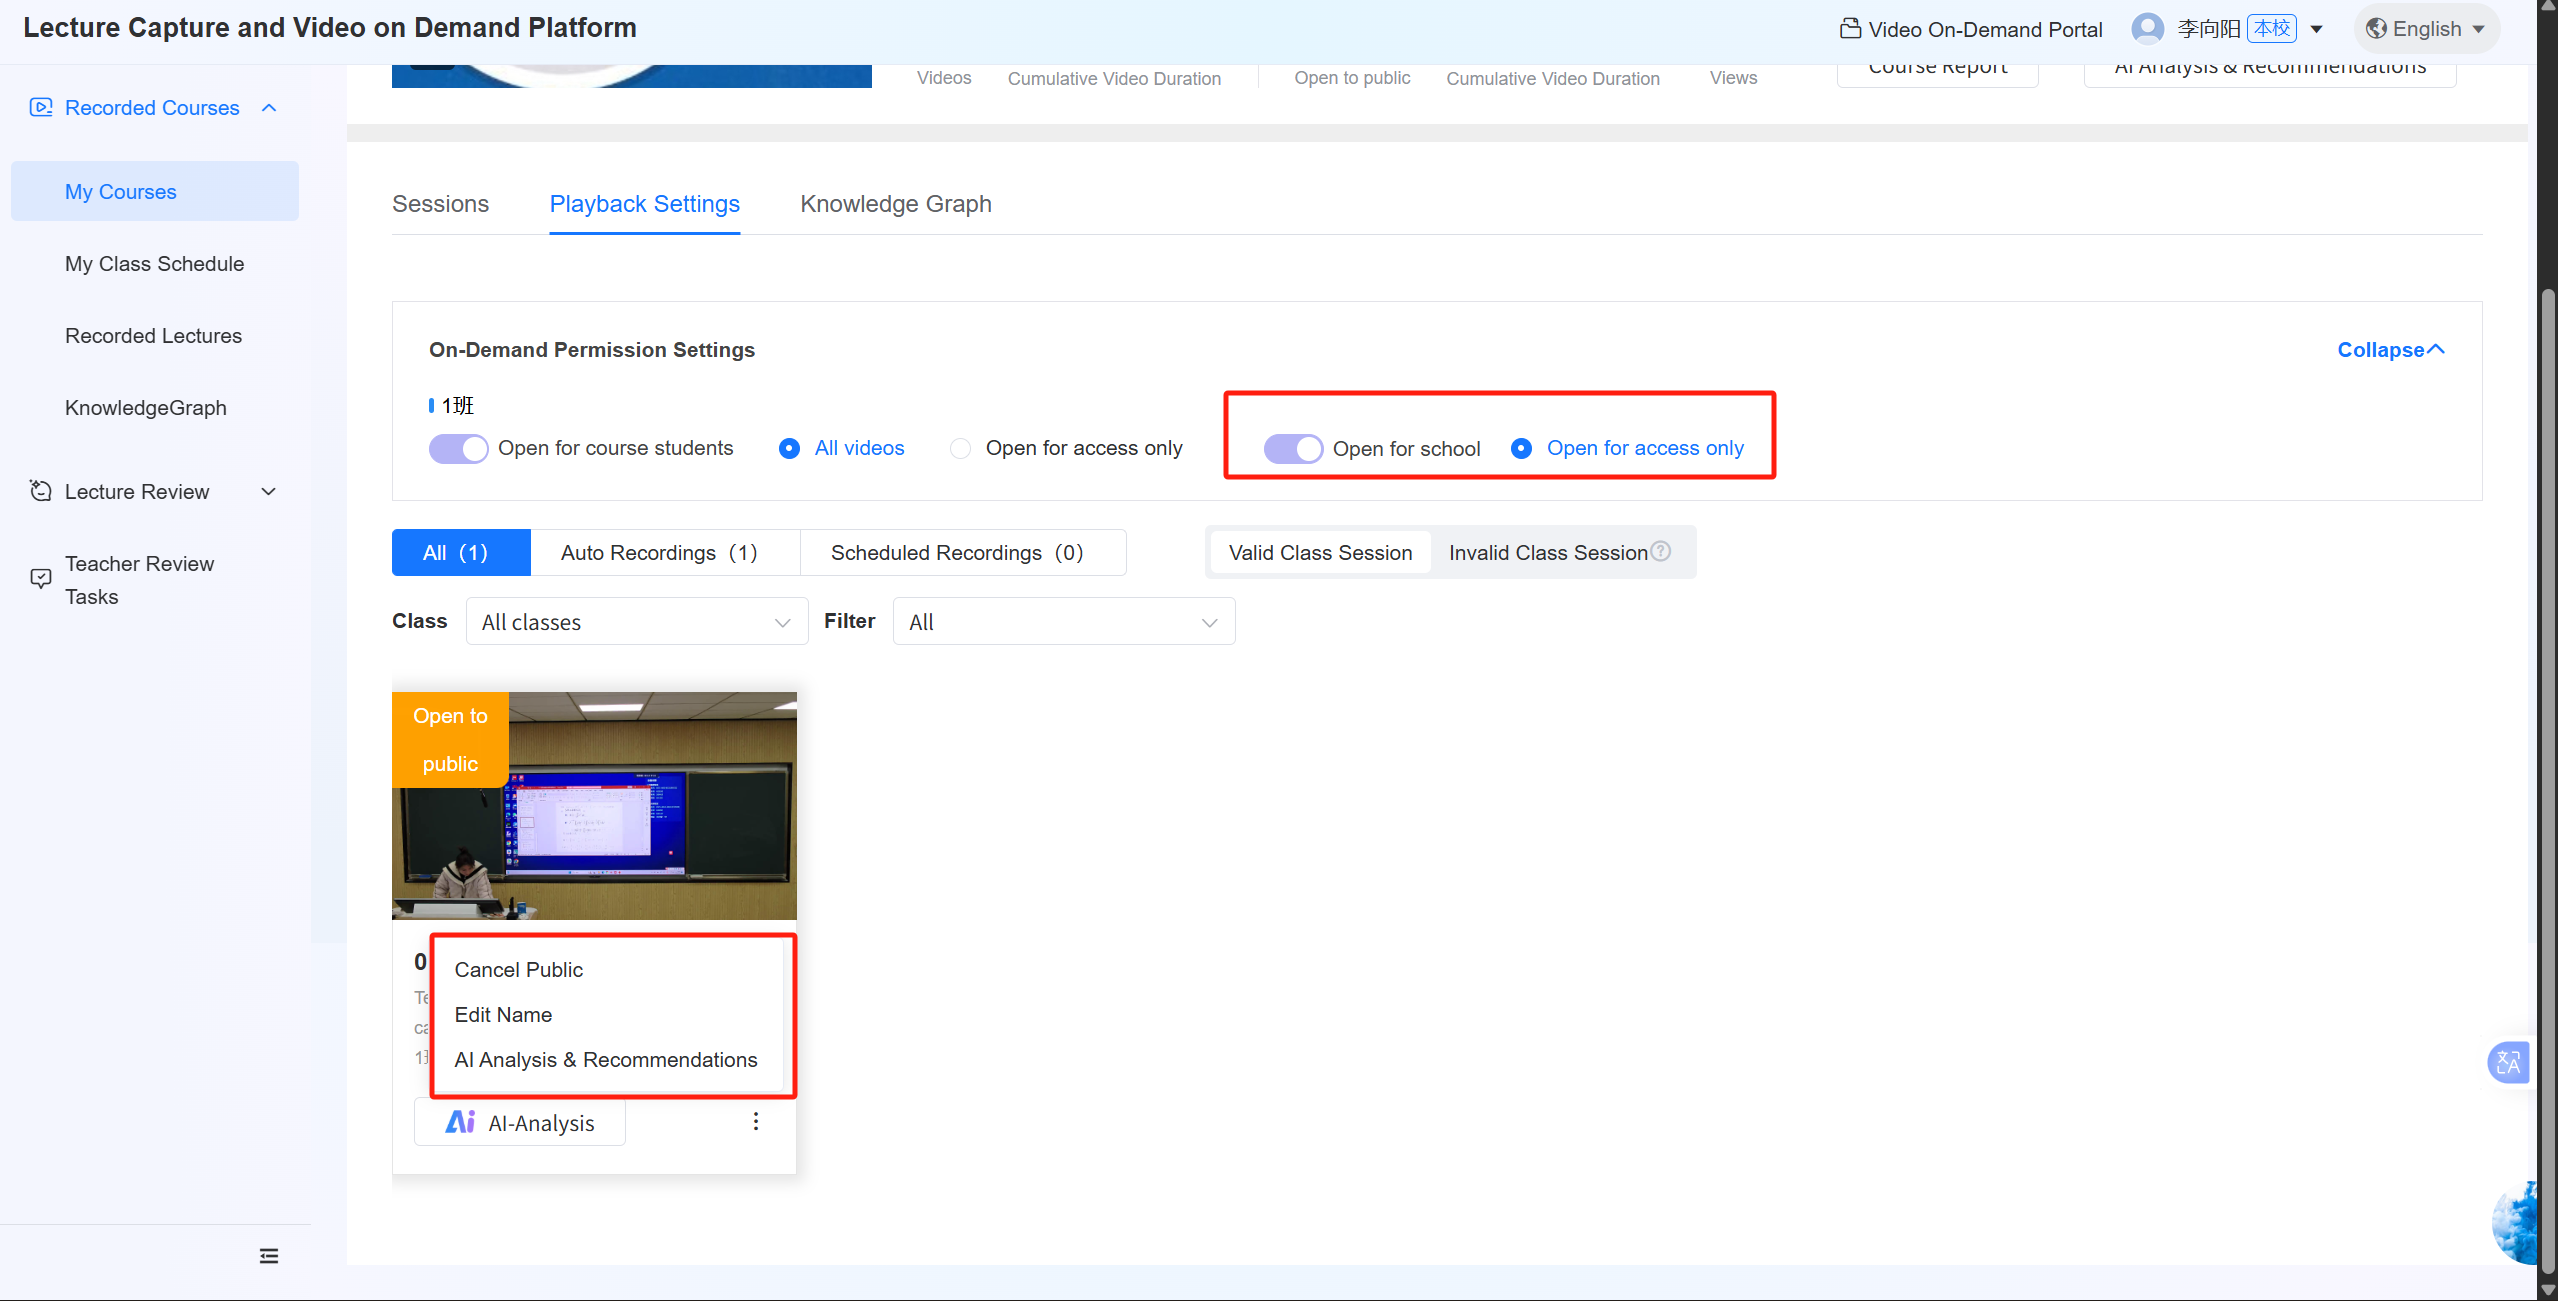 Lecture Capture and Video on Demand Platform
Video On-Demand Portal
李向阳 本校
English
Recorded Courses
My Courses
My Class Schedule
Recorded Lectures
KnowledgeGraph
Lecture Review
Teacher Review
Tasks
Videos Cumulative Video Duration Open to public Cumulative Video Duration Views
Course Report AI Analysis & Recommendations
Sessions Playback Settings Knowledge Graph
On-Demand Permission Settings Collapse
1班
Open for course students All videos Open for access only Open for school Open for access only
All（1） Auto Recordings（1） Scheduled Recordings（0） Valid Class Session Invalid Class Session
Class All classes Filter All
Open to
public
0
Cancel Public
Edit Name
AI Analysis & Recommendations
Ai AI-Analysis